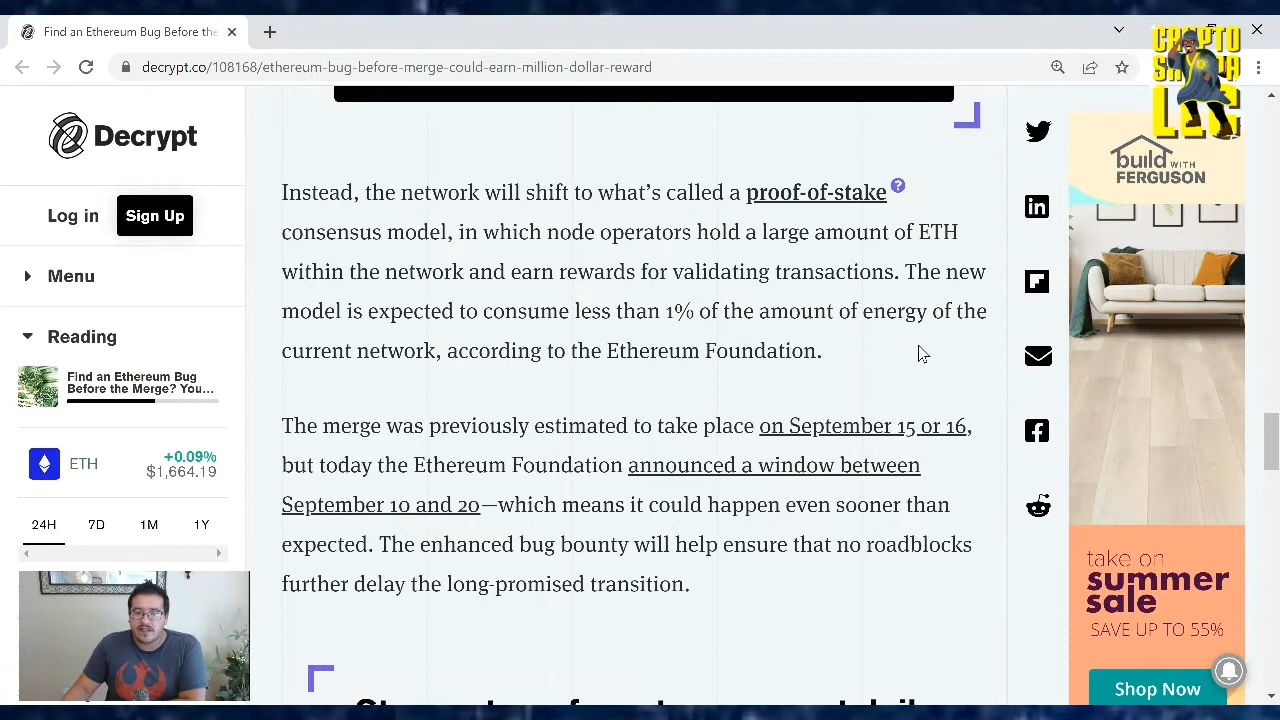 Find an Ethereum Bug Before the
decrypt.co/108168/ethereum-bug-before-merge-could-earn-million-dollar-reward
CRYPTO
LEC
Decrypt
Log in
Sign Up
Menu
Reading
Find an Ethereum Bug
Before the Merge? You...
ETH
+0.09%
$1,664.19
24H
7D
1M
1Y
Instead, the network will shift to what's called a proof-of-stake ?
consensus model, in which node operators hold a large amount of ETH
within the network and earn rewards for validating transactions. The new
model is expected to consume less than 1% of the amount of energy of the
current network, according to the Ethereum Foundation.
The merge was previously estimated to take place on September 15 or 16,
but today the Ethereum Foundation announced a window between
September 10 and 20—which means it could happen even sooner than
expected. The enhanced bug bounty will help ensure that no roadblocks
further delay the long-promised transition.
build WITH
FERGUSON
take on
summer
sale
SAVE UP TO 55%
Shop Now